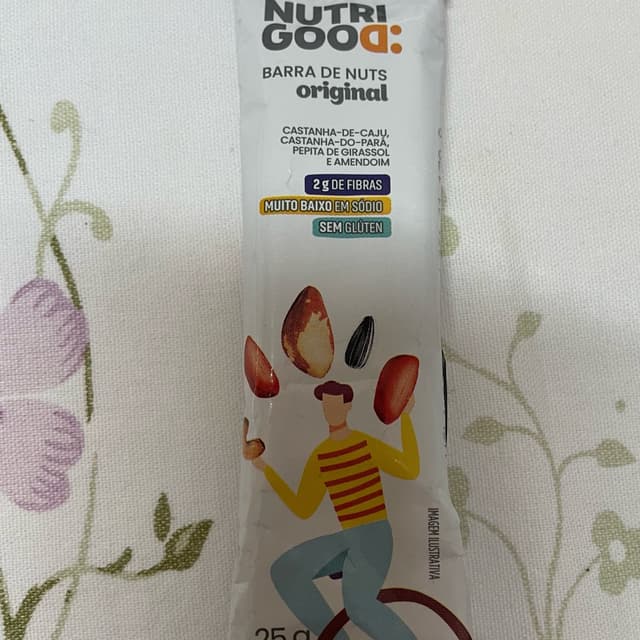 NUTRI
GOOD:
BARRA DE NUTS
original
CASTANHA-DE-CAJU,
CASTANHA-DO-PARÁ,
PEPITA DE GIRASSOL
E AMENDOIM
2g DE FIBRAS
MUITO BAIXO EM SÓDIO
SEM GLÚTEN
IMAGEM ILUSTRATIVA
25 g